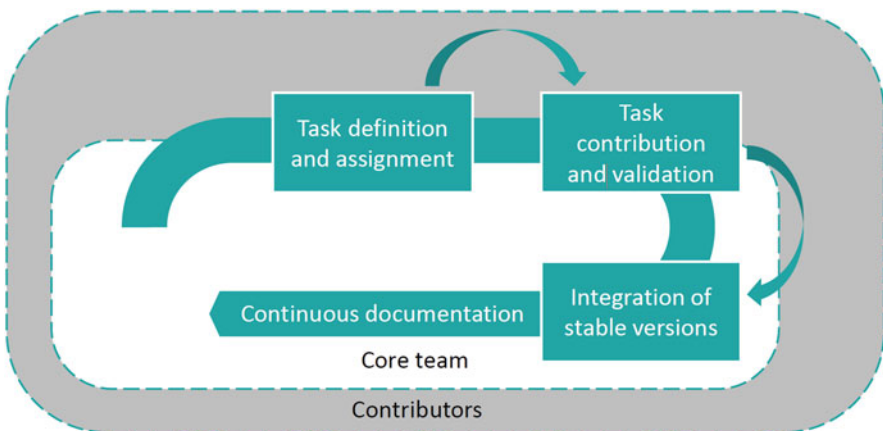 Task definition
and assignment
Task
contribution
and validation
Integration of
stable versions
Continuous documentation
Core team
Contributors